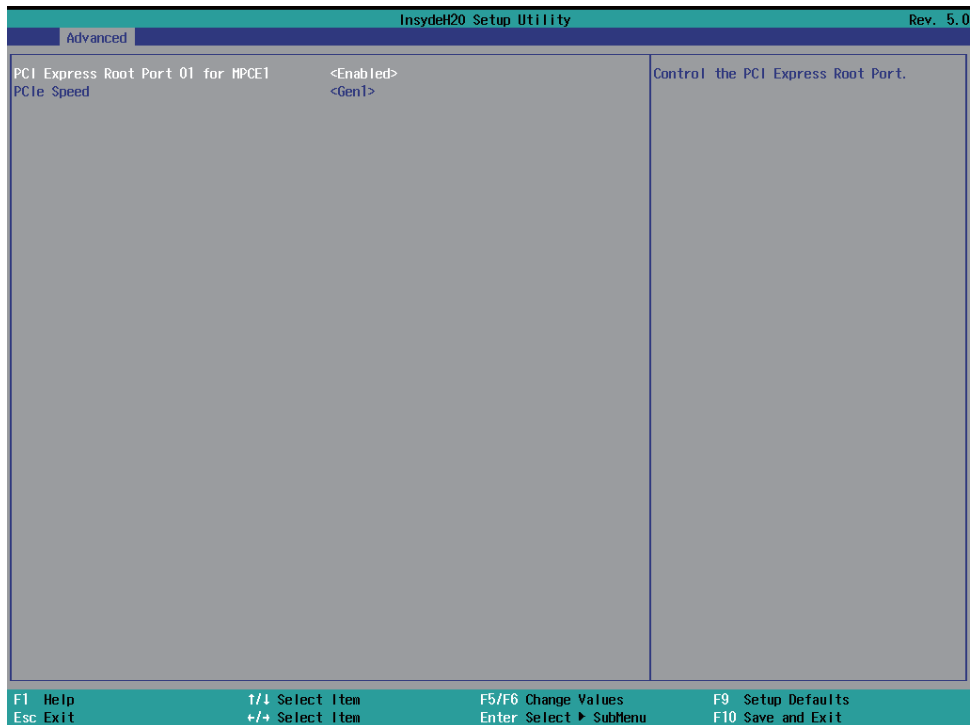 InsydeH20 Setup Utility Rev. 5.0
Advanced
PCI Express Root Port 01 for MPCE1 <Enabled> Control the PCI Express Root Port.
PCIe Speed <Gen1>
F1 Help ↑/↓ Select Item F5/F6 Change Values F9 Setup Defaults
Esc Exit ←/→ Select Item Enter Select ▶ SubMenu F10 Save and Exit